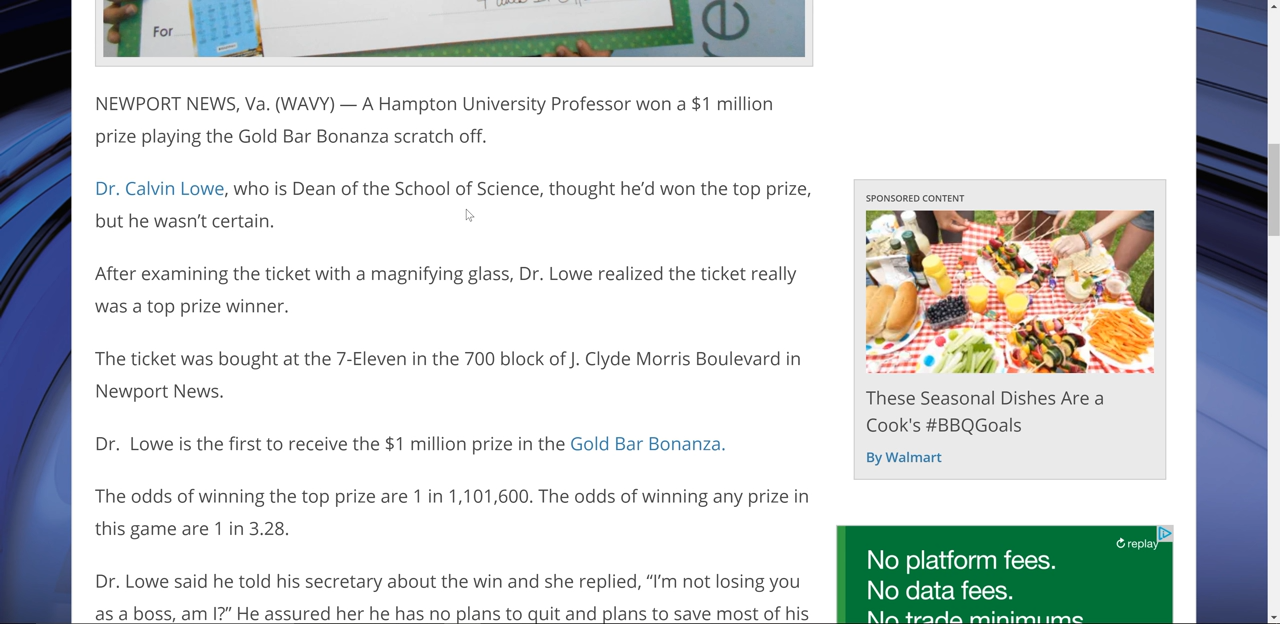 For
re
NEWPORT NEWS, Va. (WAVY) — A Hampton University Professor won a $1 million
prize playing the Gold Bar Bonanza scratch off.
Dr. Calvin Lowe, who is Dean of the School of Science, thought he’d won the top prize,
but he wasn’t certain.
After examining the ticket with a magnifying glass, Dr. Lowe realized the ticket really
was a top prize winner.
The ticket was bought at the 7-Eleven in the 700 block of J. Clyde Morris Boulevard in
Newport News.
Dr.  Lowe is the first to receive the $1 million prize in the Gold Bar Bonanza.
The odds of winning the top prize are 1 in 1,101,600. The odds of winning any prize in
this game are 1 in 3.28.
Dr. Lowe said he told his secretary about the win and she replied, “I’m not losing you
as a boss, am I?” He assured her he has no plans to quit and plans to save most of his
SPONSORED CONTENT
These Seasonal Dishes Are a
Cook's #BBQGoals
By Walmart
replay
No platform fees.
No data fees.
No trade minimums